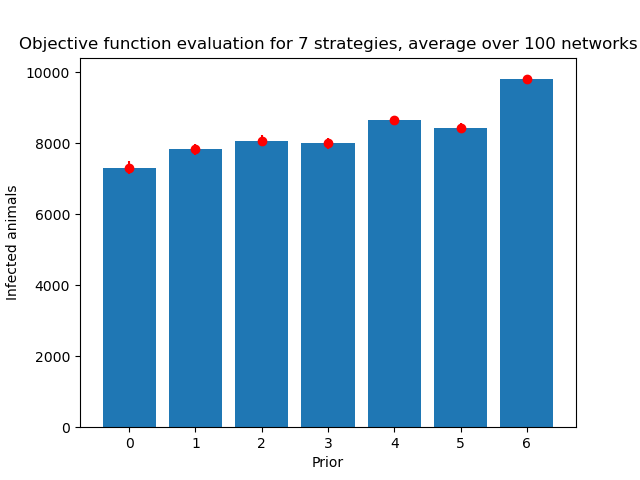 Objective function evaluation for 7 strategies, average over 100 networks
10000
8000
6000
4000
2000
0
Infected animals
0 1 2 3 4 5 6
Prior